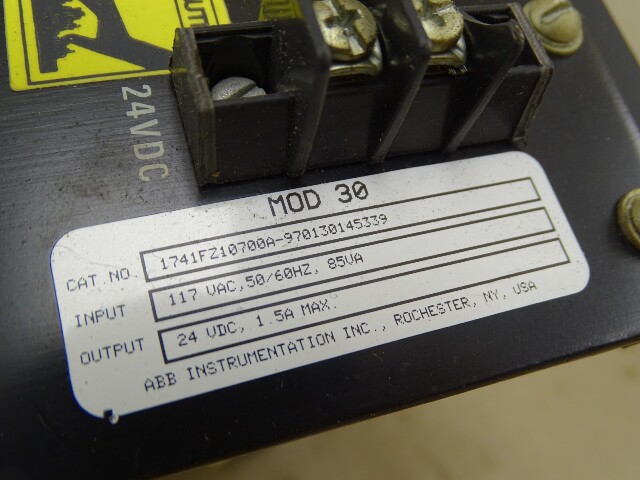 24VDC
MOD 30
CAT.NO. 1741FZ10700A-970130145339
INPUT 117 VAC,50/60HZ, 85VA
OUTPUT 24 VDC, 1.5A MAX.
ABB INSTRUMENTATION INC., ROCHESTER, NY, USA